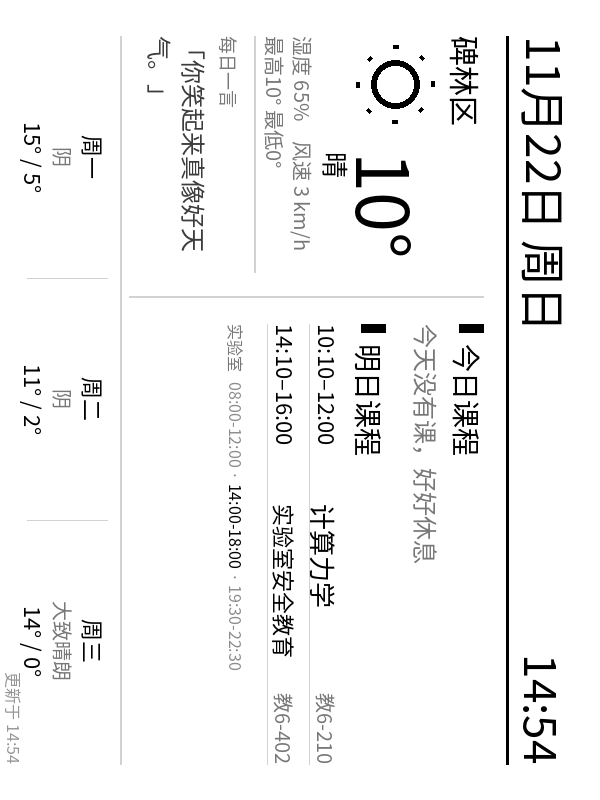 11月22日 周日
14:54
碑林区
10°
晴
湿度 65% 风速 3 km/h
最高10° 最低0°
每日一言
「你笑起来真像好天
气。」
今日课程
今天没有课，好好休息
明日课程
10:10–12:00 计算力学 教6-210
14:10–16:00 实验室安全教育 教6-402
实验室 08:00-12:00 · 14:00-18:00 · 19:30-22:30
周一
阴
15° / 5°
周二
阴
11° / 2°
周三
大致晴朗
14° / 0°
更新于 14:54